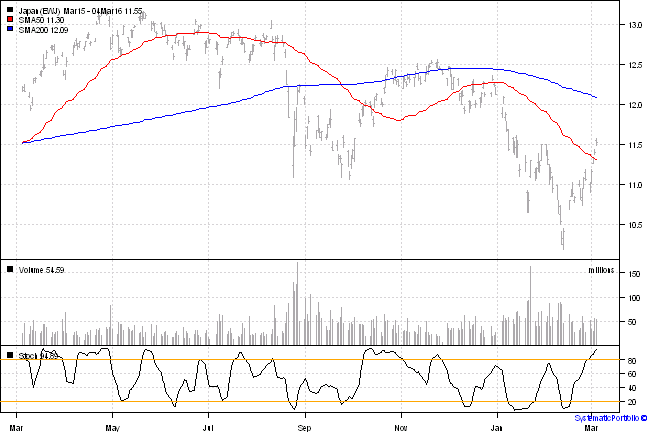 Japan (EWJ) Mar15 - 04Mar16 11.55
SMA50 11.30
SMA200 12.09
13.0
12.5
12.0
11.5
11.0
10.5
Volume 54.59
millions
150
100
50
80
40
20
Mar May Jul Sep Nov Jan Mar
SystematicPortfolio ©